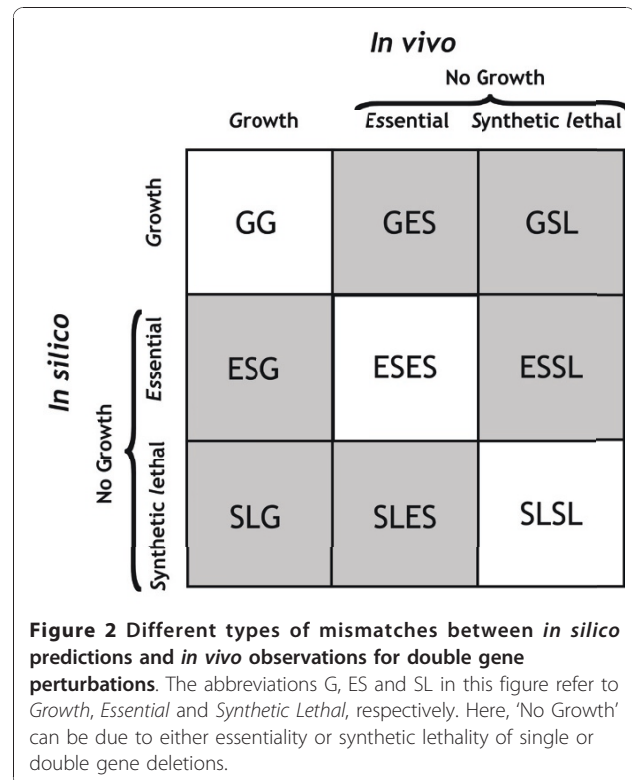 In vivo
No Growth
Growth Essential Synthetic lethal
In silico
No Growth
Growth
Essential
Synthetic lethal
GG GES GSL
ESG ESES ESSL
SLG SLES SLSL
Figure 2 Different types of mismatches between in silico
predictions and in vivo observations for double gene
perturbations. The abbreviations G, ES and SL in this figure refer to
Growth, Essential and Synthetic Lethal, respectively. Here, ‘No Growth’
can be due to either essentiality or synthetic lethality of single or
double gene deletions.